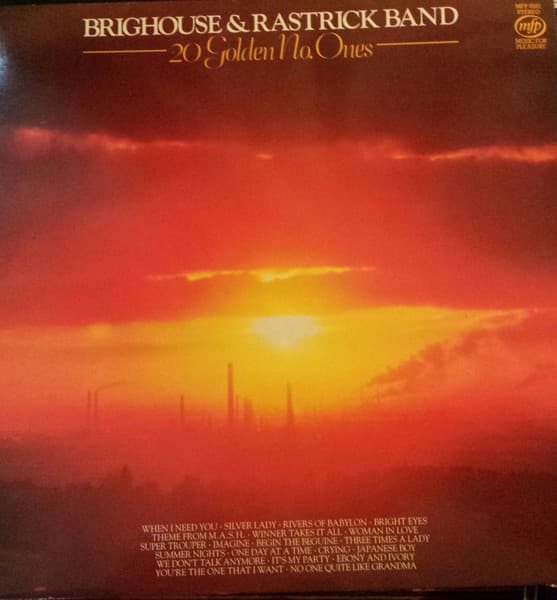 BRIGHOUSE & RASTRICK BAND
20 Golden No. Ones
STEREO
mfp
MUSIC FOR
PLEASURE
WHEN I NEED YOU · SILVER LADY · RIVERS OF BABYLON · BRIGHT EYES
THEME FROM M.A.S.H. · WINNER TAKES IT ALL · WOMAN IN LOVE
SUPER TROUPER · IMAGINE · BEGIN THE BEGUINE · THREE TIMES A LADY
SUMMER NIGHTS · ONE DAY AT A TIME · CRYING · JAPANESE BOY
WE DON'T TALK ANYMORE · IT'S MY PARTY · EBONY AND IVORY
YOU'RE THE ONE THAT I WANT · NO ONE QUITE LIKE GRANDMA